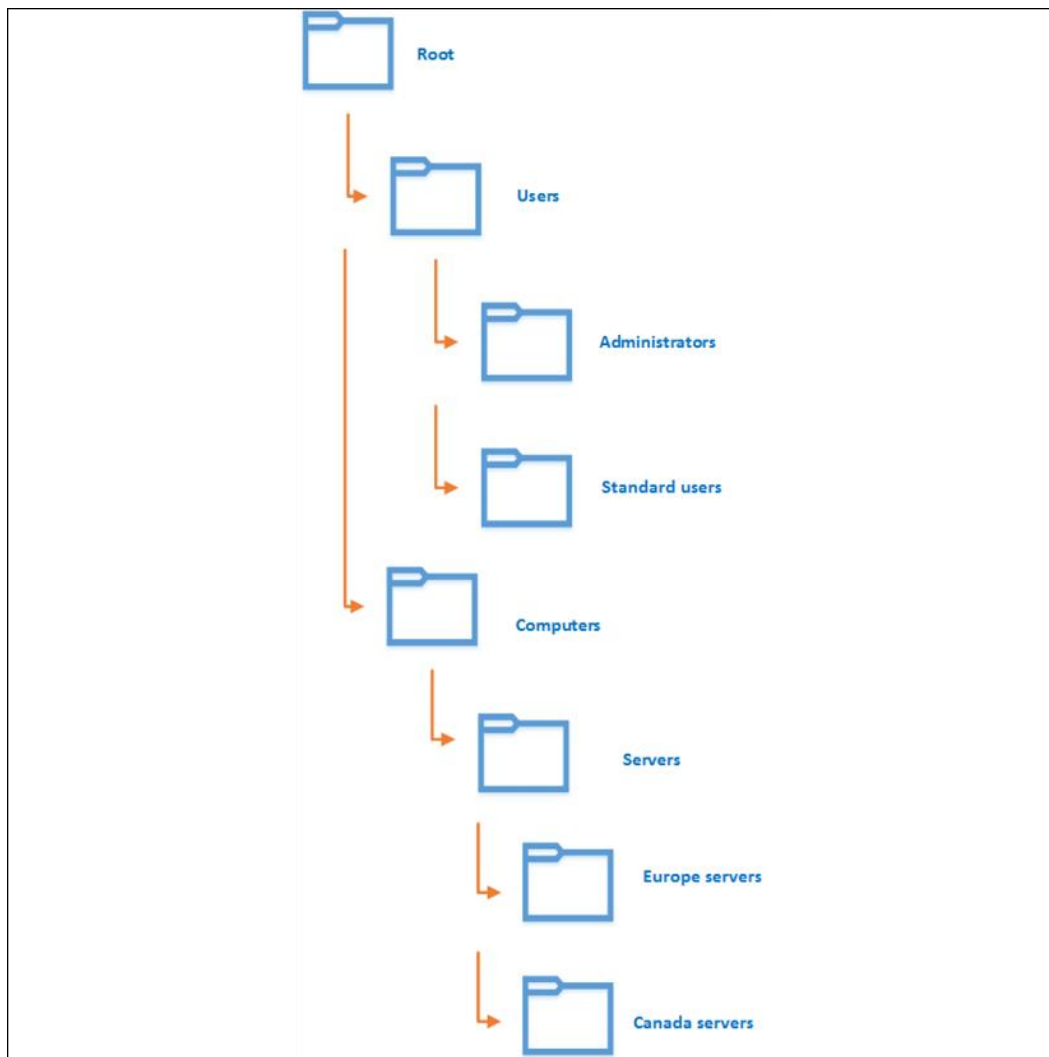 Root
Users
Administrators
Standard users
Computers
Servers
Europe servers
Canada servers